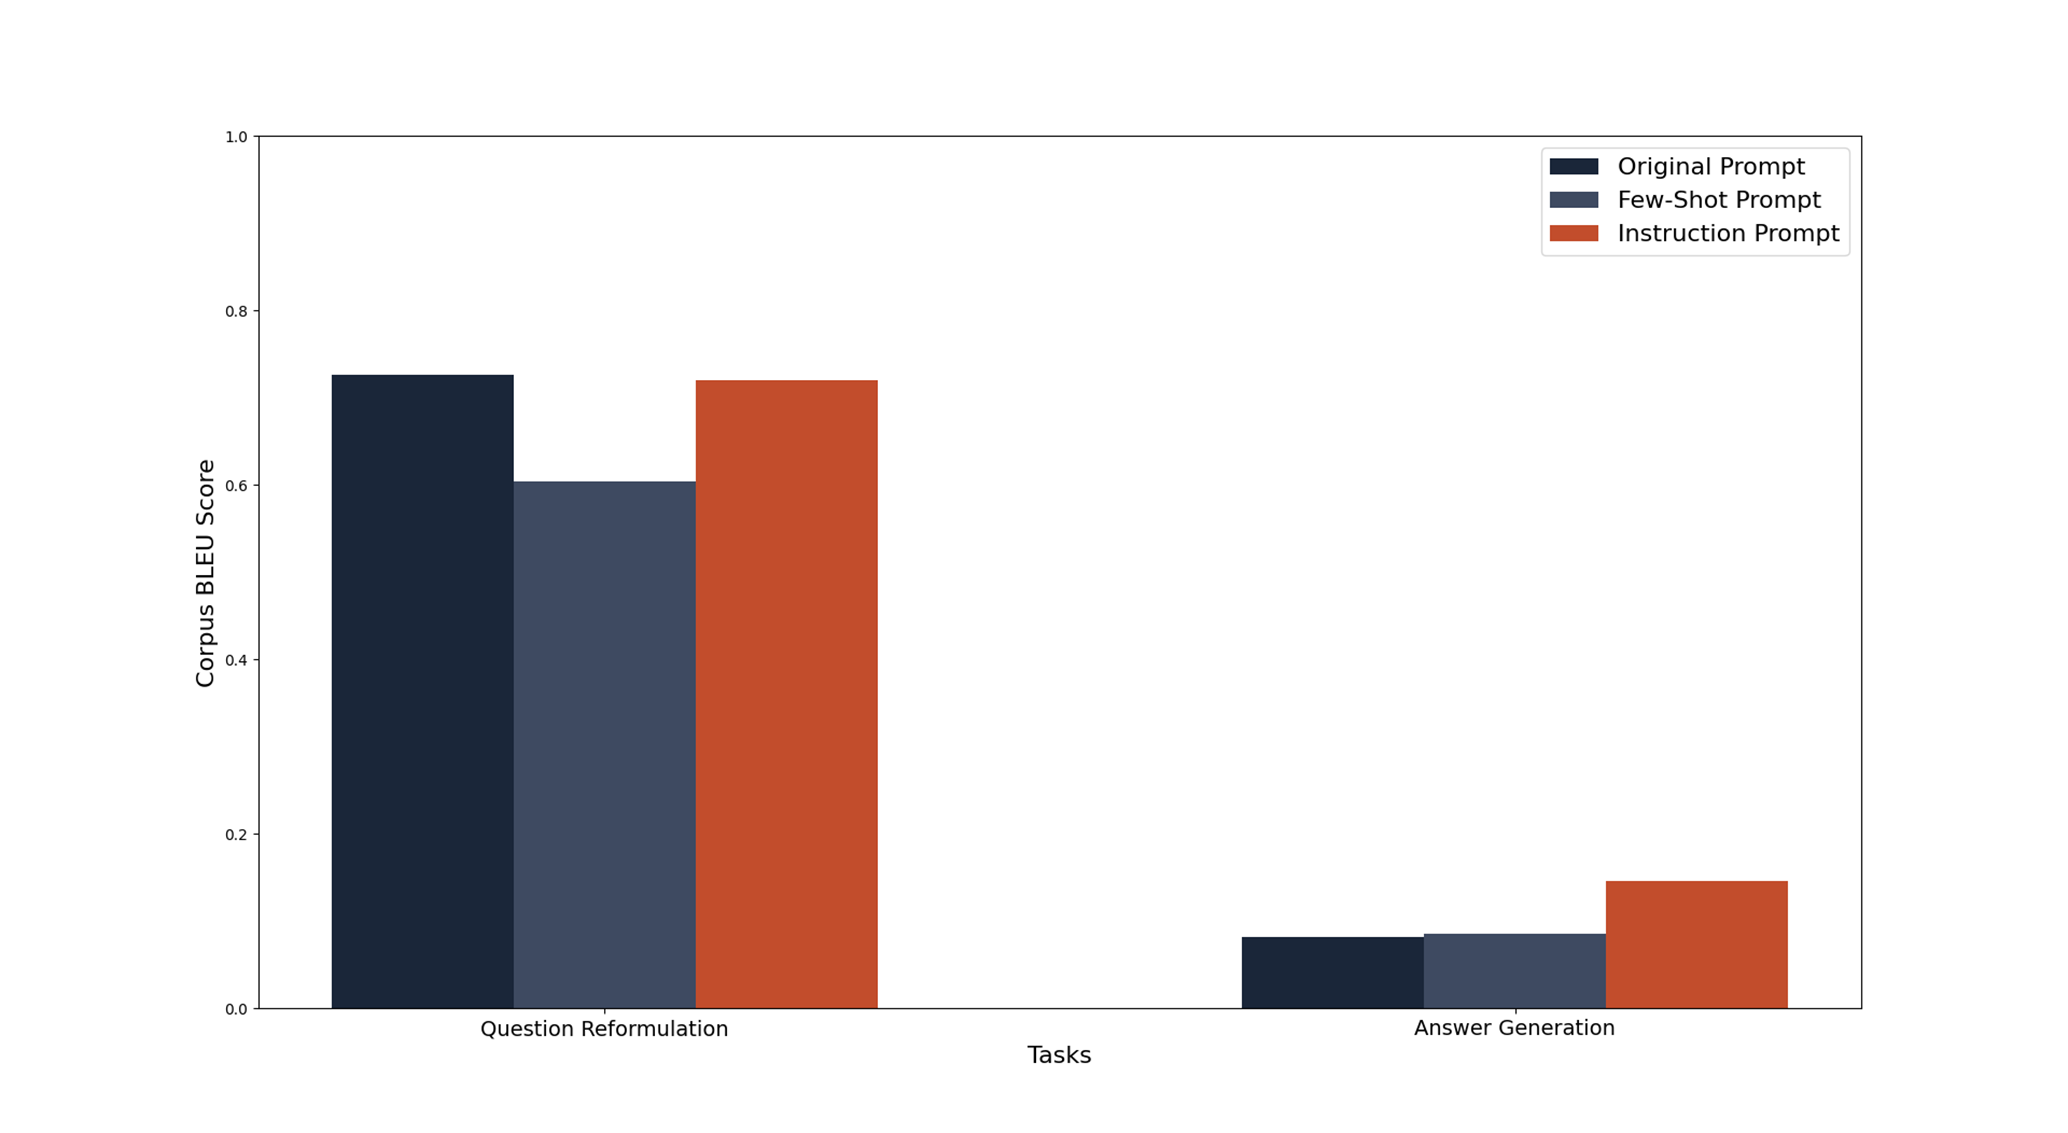 1.0
0.8
0.6
0.4
0.2
0.0
Corpus BLEU Score
Original Prompt
Few-Shot Prompt
Instruction Prompt
Question Reformulation
Answer Generation
Tasks